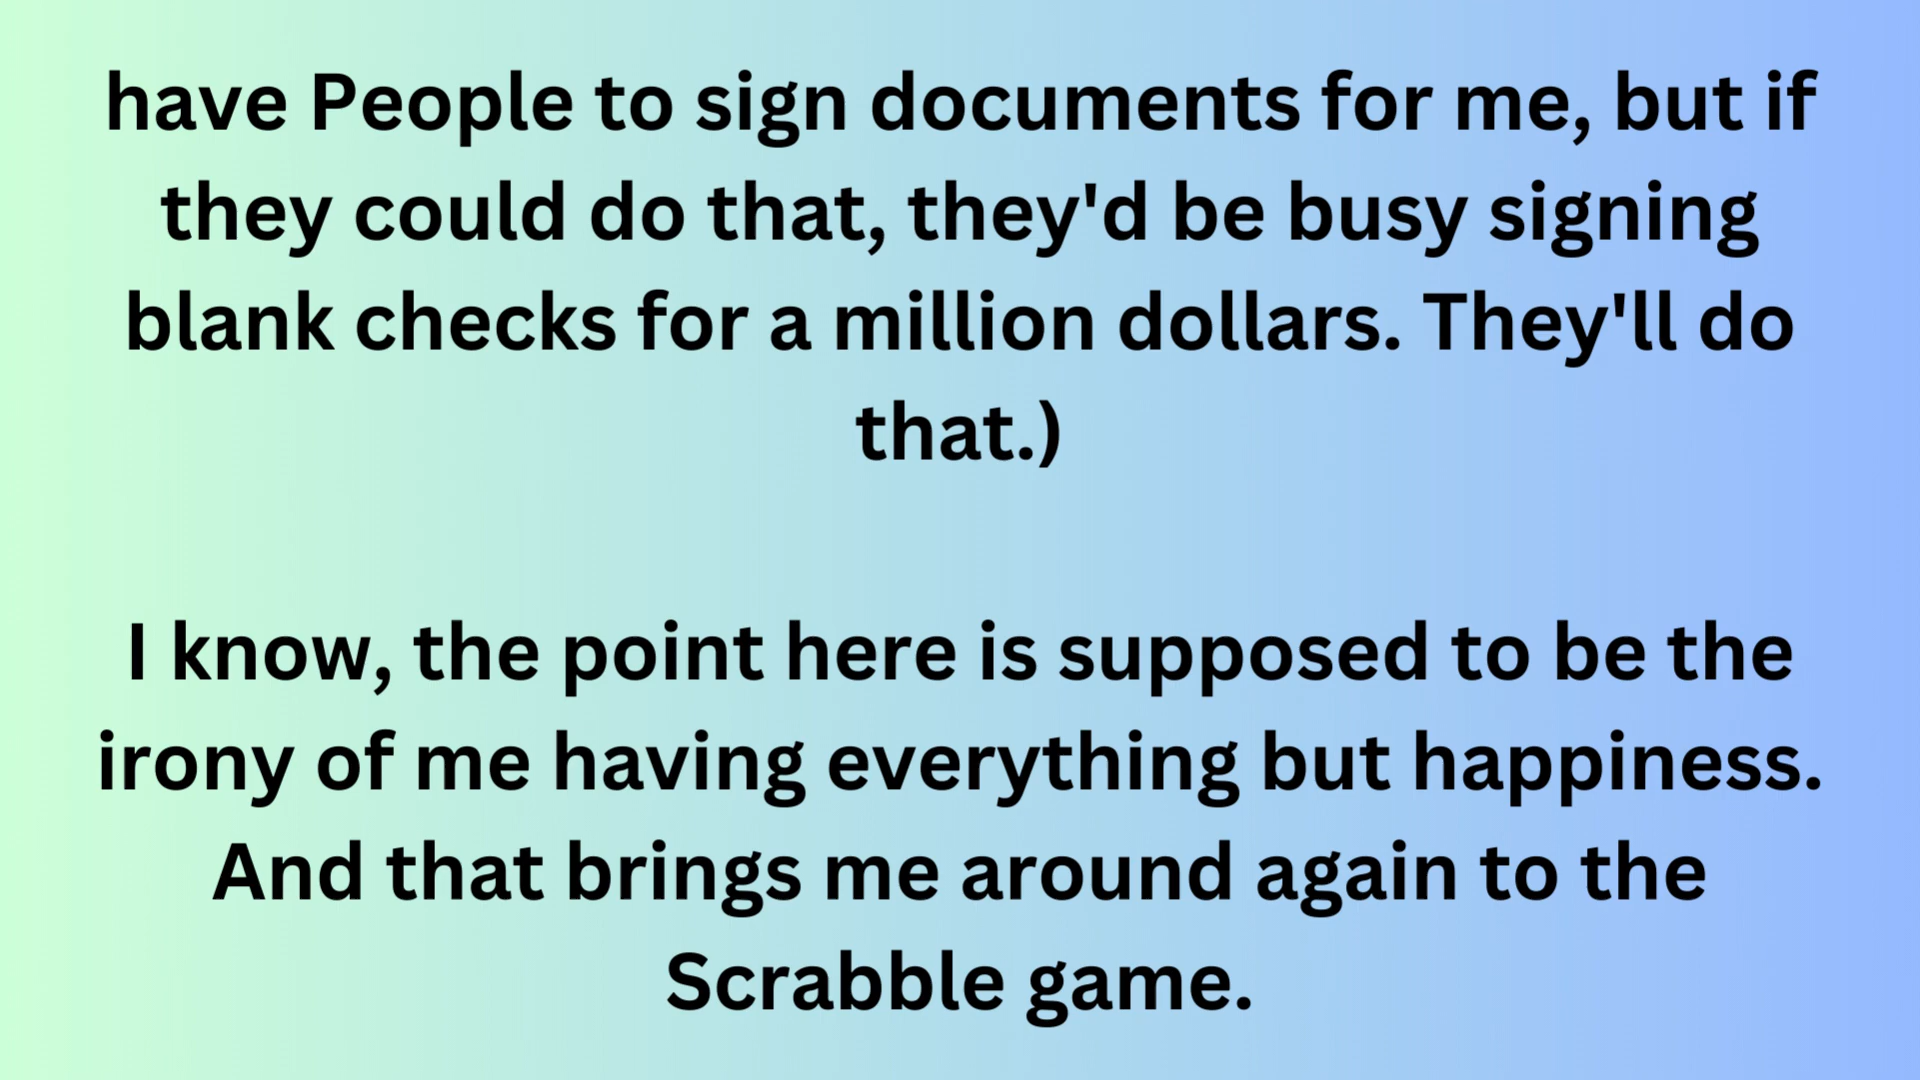 have People to sign documents for me, but if
they could do that, they'd be busy signing
blank checks for a million dollars. They'll do
that.)
I know, the point here is supposed to be the
irony of me having everything but happiness.
And that brings me around again to the
Scrabble game.